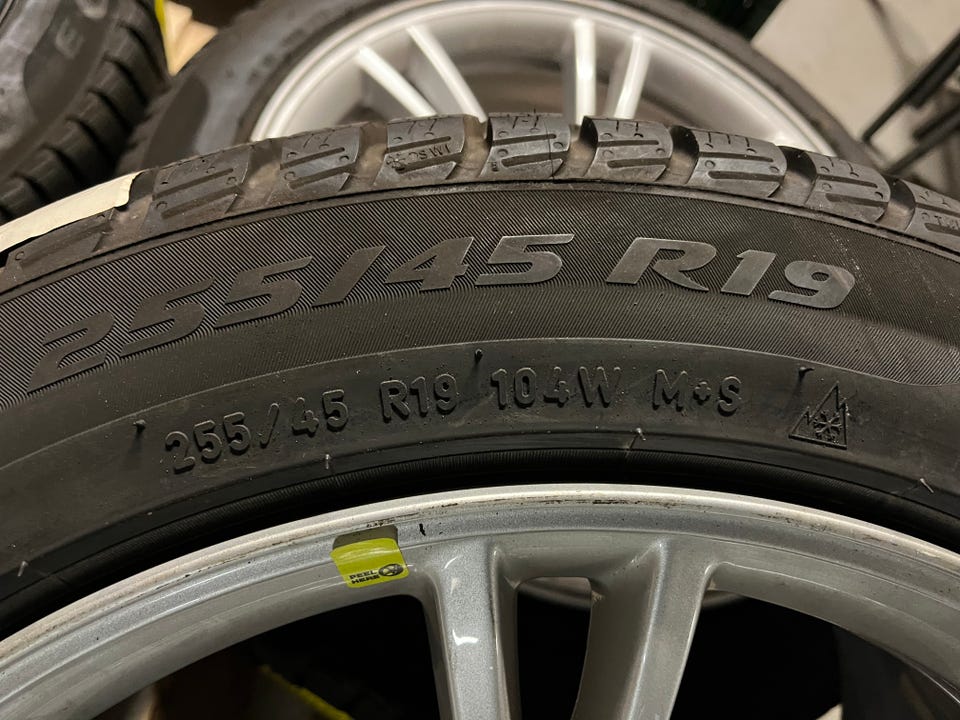 255/45 R19
255/45 R19 104W M+S
PEEL
HERE